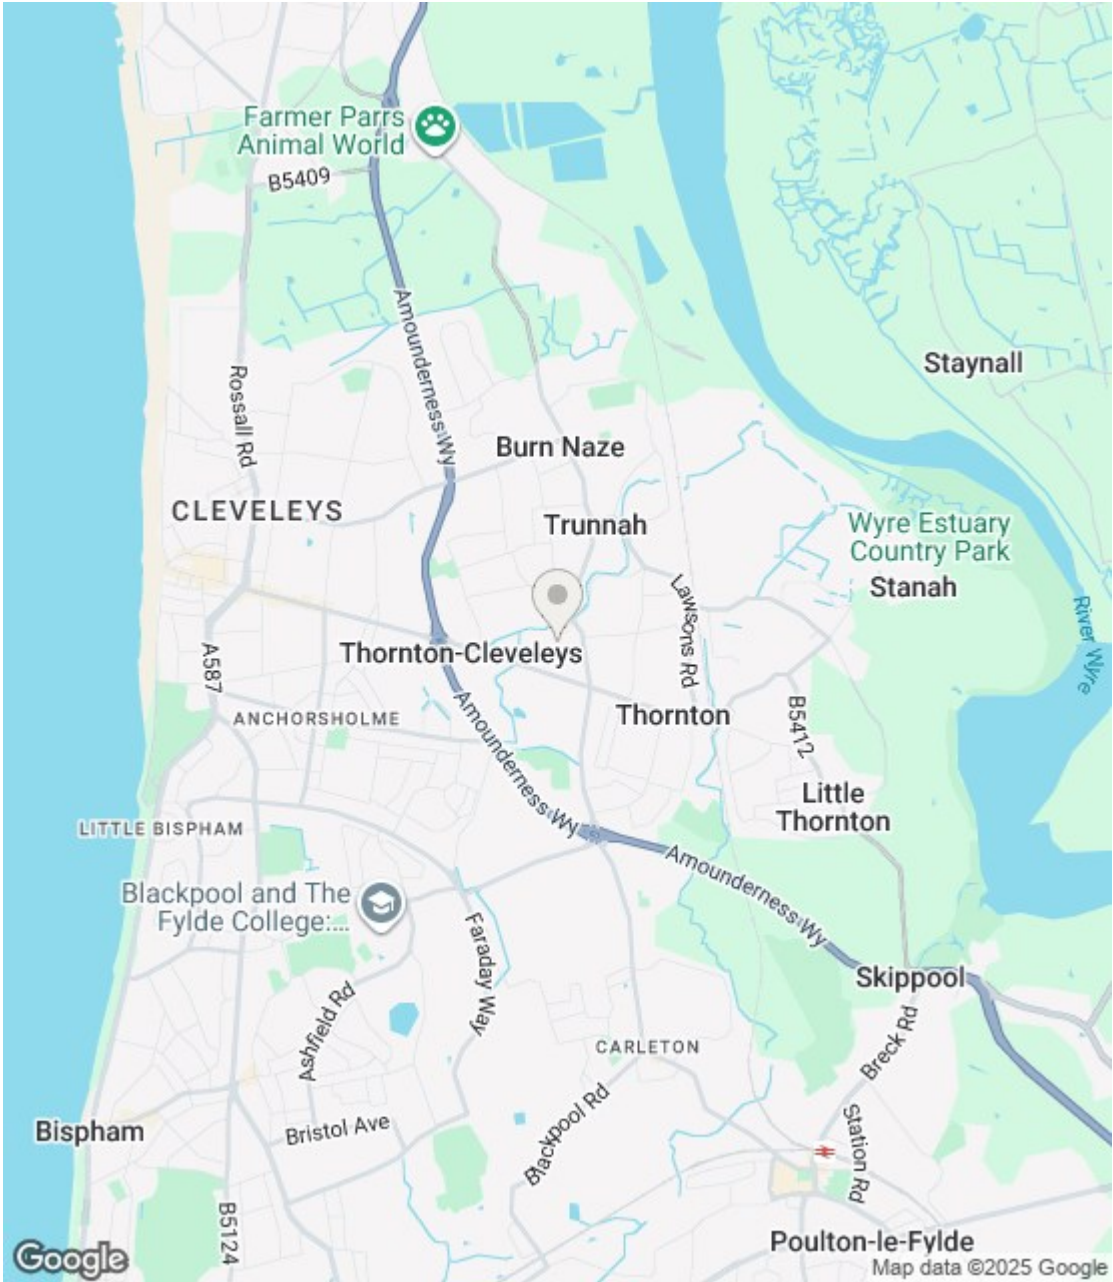 Farmer Parrs
Animal World
B5409
Amounderness Wy
Rossall Rd
Staynall
Burn Naze
CLEVELEYS
Trunnah
Wyre Estuary
Country Park
Stanah
Lawsons Rd
River Wyre
A587
Thornton-Cleveleys
ANCHORSHOLME
Thornton
B5412
Amounderness Wy
Little
Thornton
LITTLE BISPHAM
Amounderness Wy
Blackpool and The
Fylde College:...
Faraday Way
Skippool
Ashfield Rd
CARLETON
Breck Rd
Blackpool Rd
Bispham
Bristol Ave
Station Rd
B5124
Poulton-le-Fylde
Google
Map data ©2025 Google